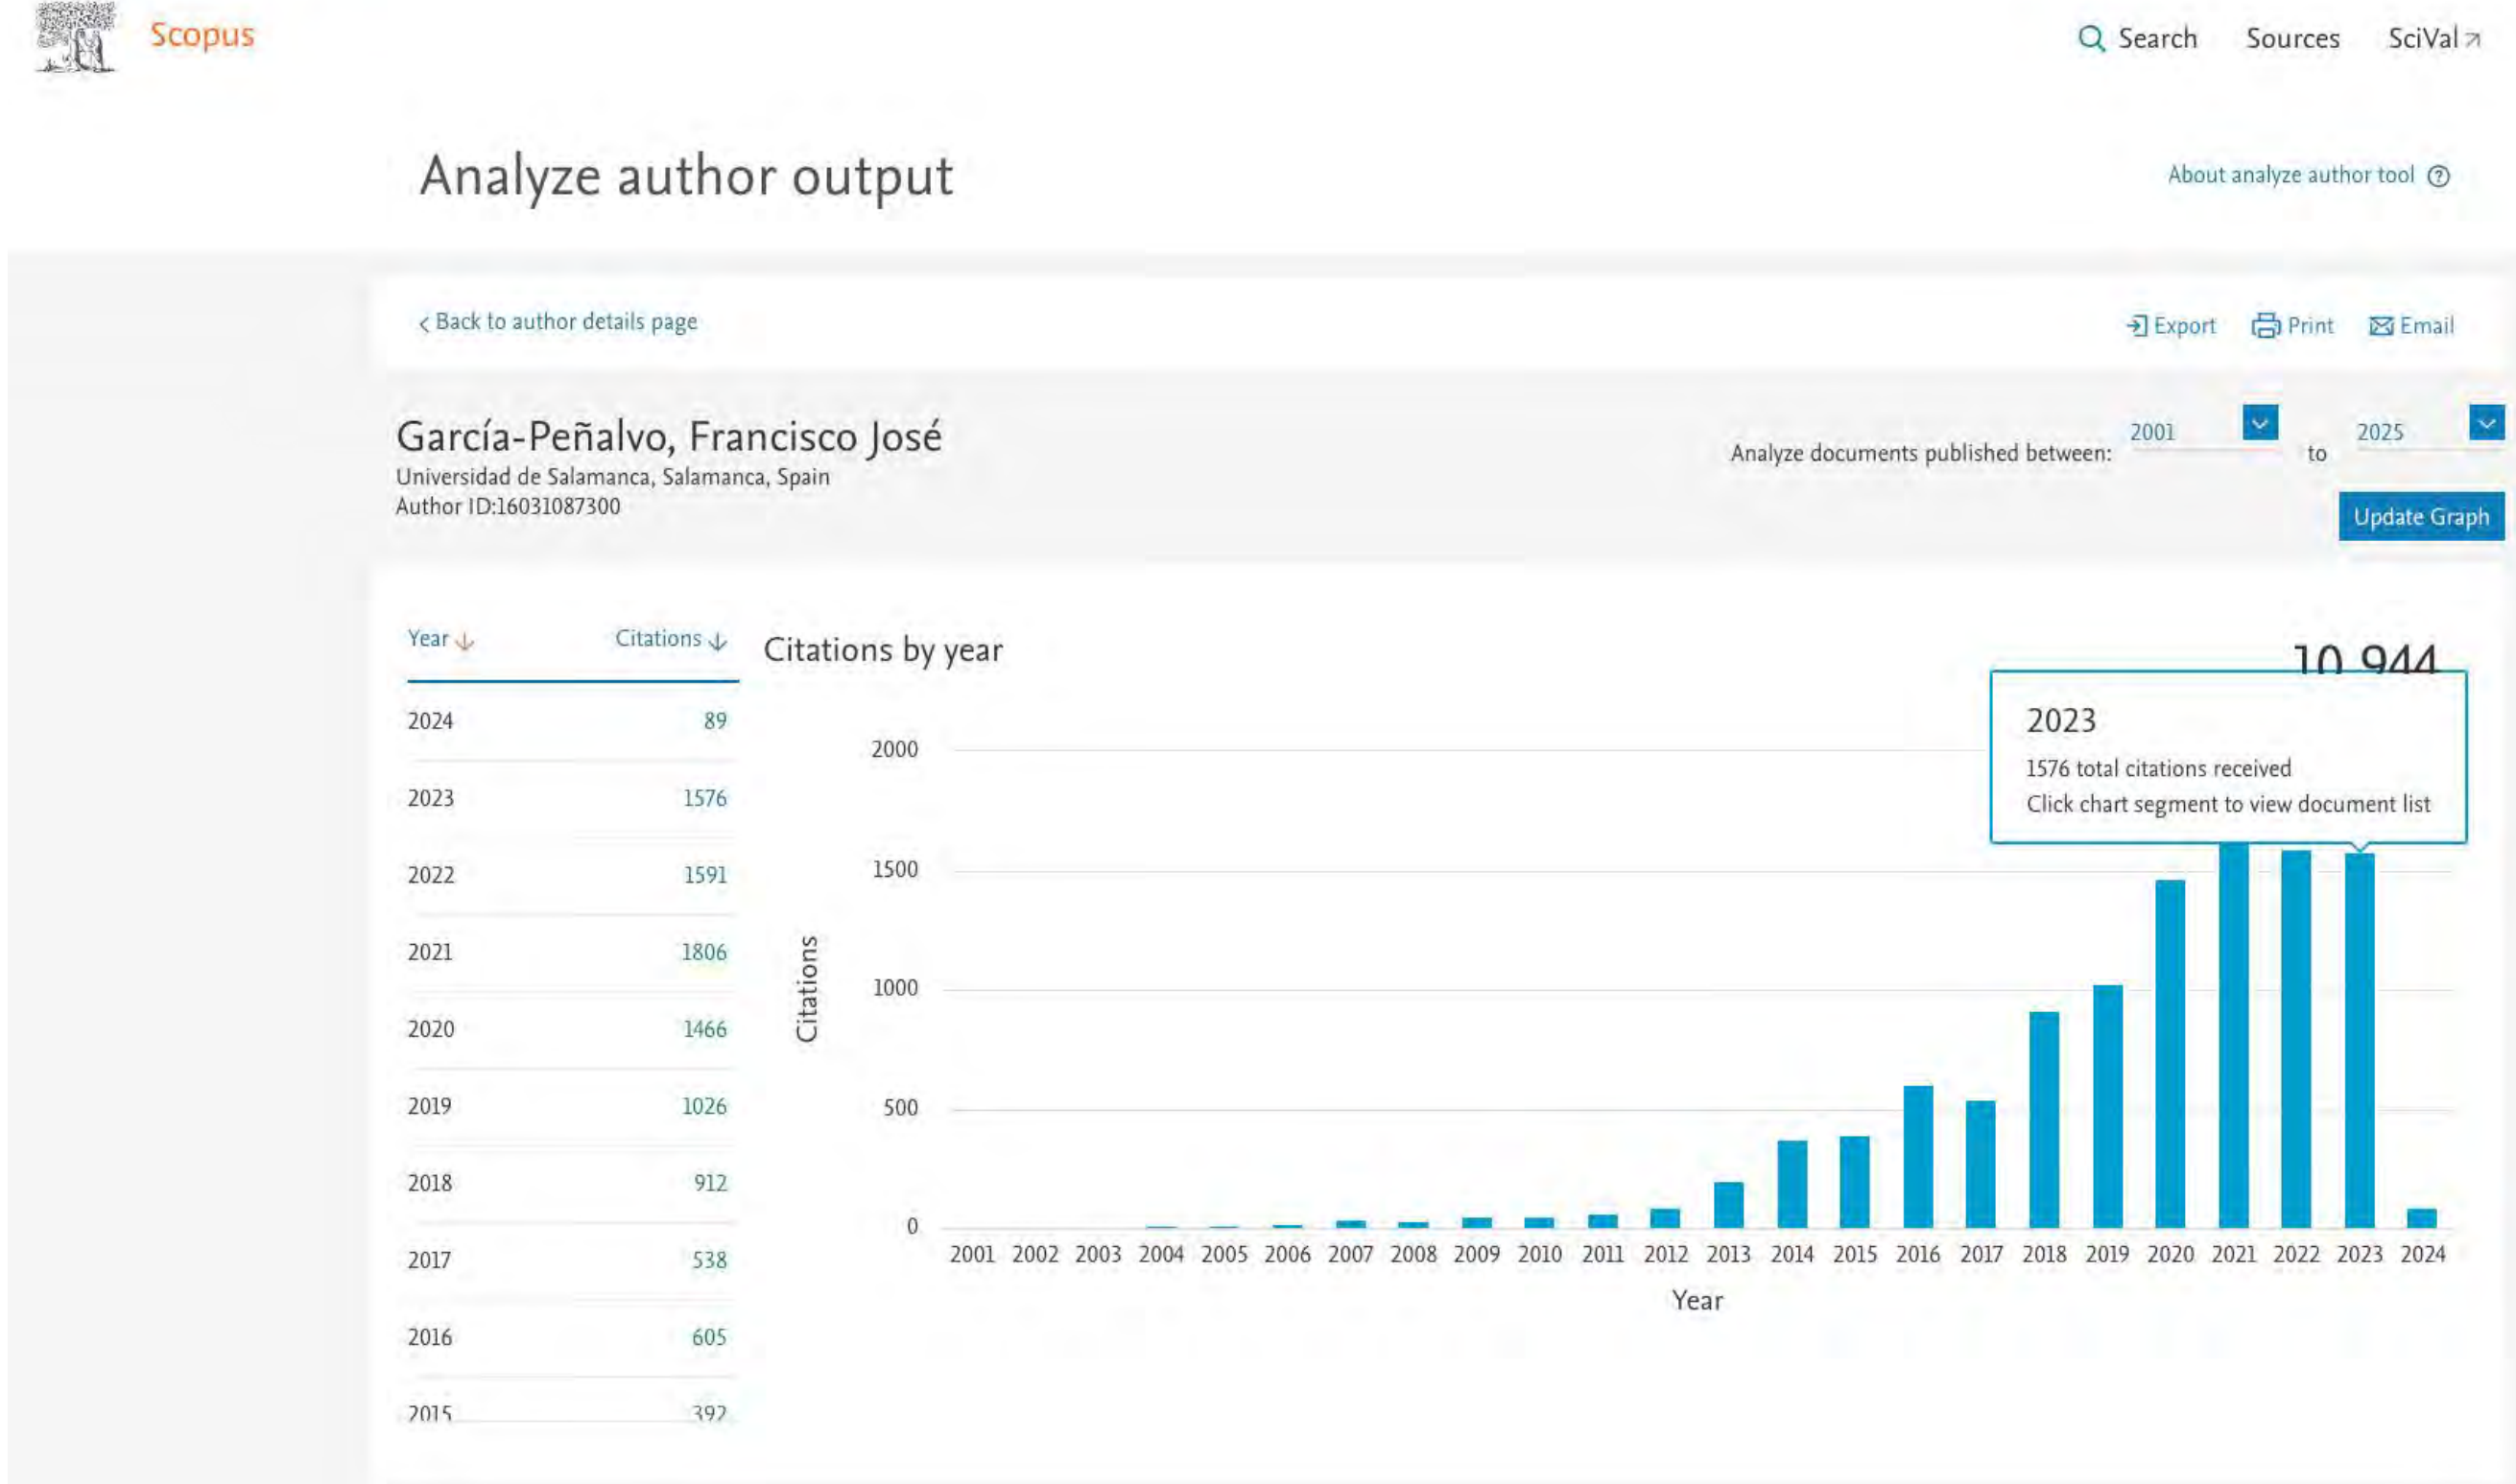 Scopus
Search Sources SciVal
Analyze author output
About analyze author tool
Back to author details page
Export Print Email
García-Peñalvo, Francisco José
Universidad de Salamanca, Salamanca, Spain
Author ID:16031087300
Analyze documents published between: 2001 to 2025
Update Graph
Year Citations
2024 89
2023 1576
2022 1591
2021 1806
2020 1466
2019 1026
2018 912
2017 538
2016 605
2015 392
Citations by year
10 944
2023
1576 total citations received
Click chart segment to view document list
2000
1500
1000
500
0
Citations
2001 2002 2003 2004 2005 2006 2007 2008 2009 2010 2011 2012 2013 2014 2015 2016 2017 2018 2019 2020 2021 2022 2023 2024
Year